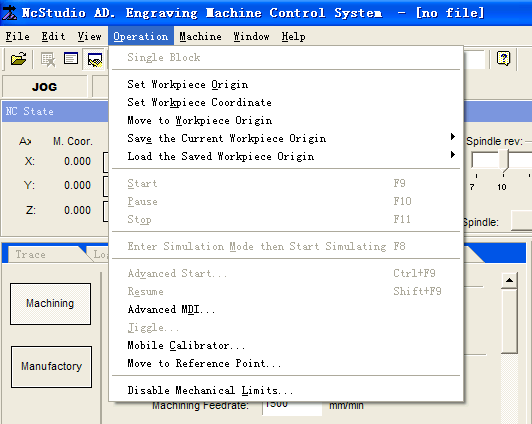 NcStudio AD. Engraving Machine Control System - [no file]
File Edit View Operation Machine Window Help
Single Block
JOG
Set Workpiece Origin
Set Workpiece Coordinate
NC State
Move to Workpiece Origin
Ax M. Coor.
Save the Current Workpiece Origin
Spindle rev:
X: 0.000
Load the Saved Workpiece Origin
Y: 0.000
Start F9
7 10
Pause F10
Z: 0.000
Stop F11
Spindle:
Enter Simulation Mode then Start Simulating F8
Trace
Advanced Start... Ctrl+F9
Resume Shift+F9
Machining
Advanced MDI...
Jiggle...
Mobile Calibrator...
Manufactory
Move to Reference Point...
Disable Mechanical Limits...
Machining Feedrate: 1500 mm/min